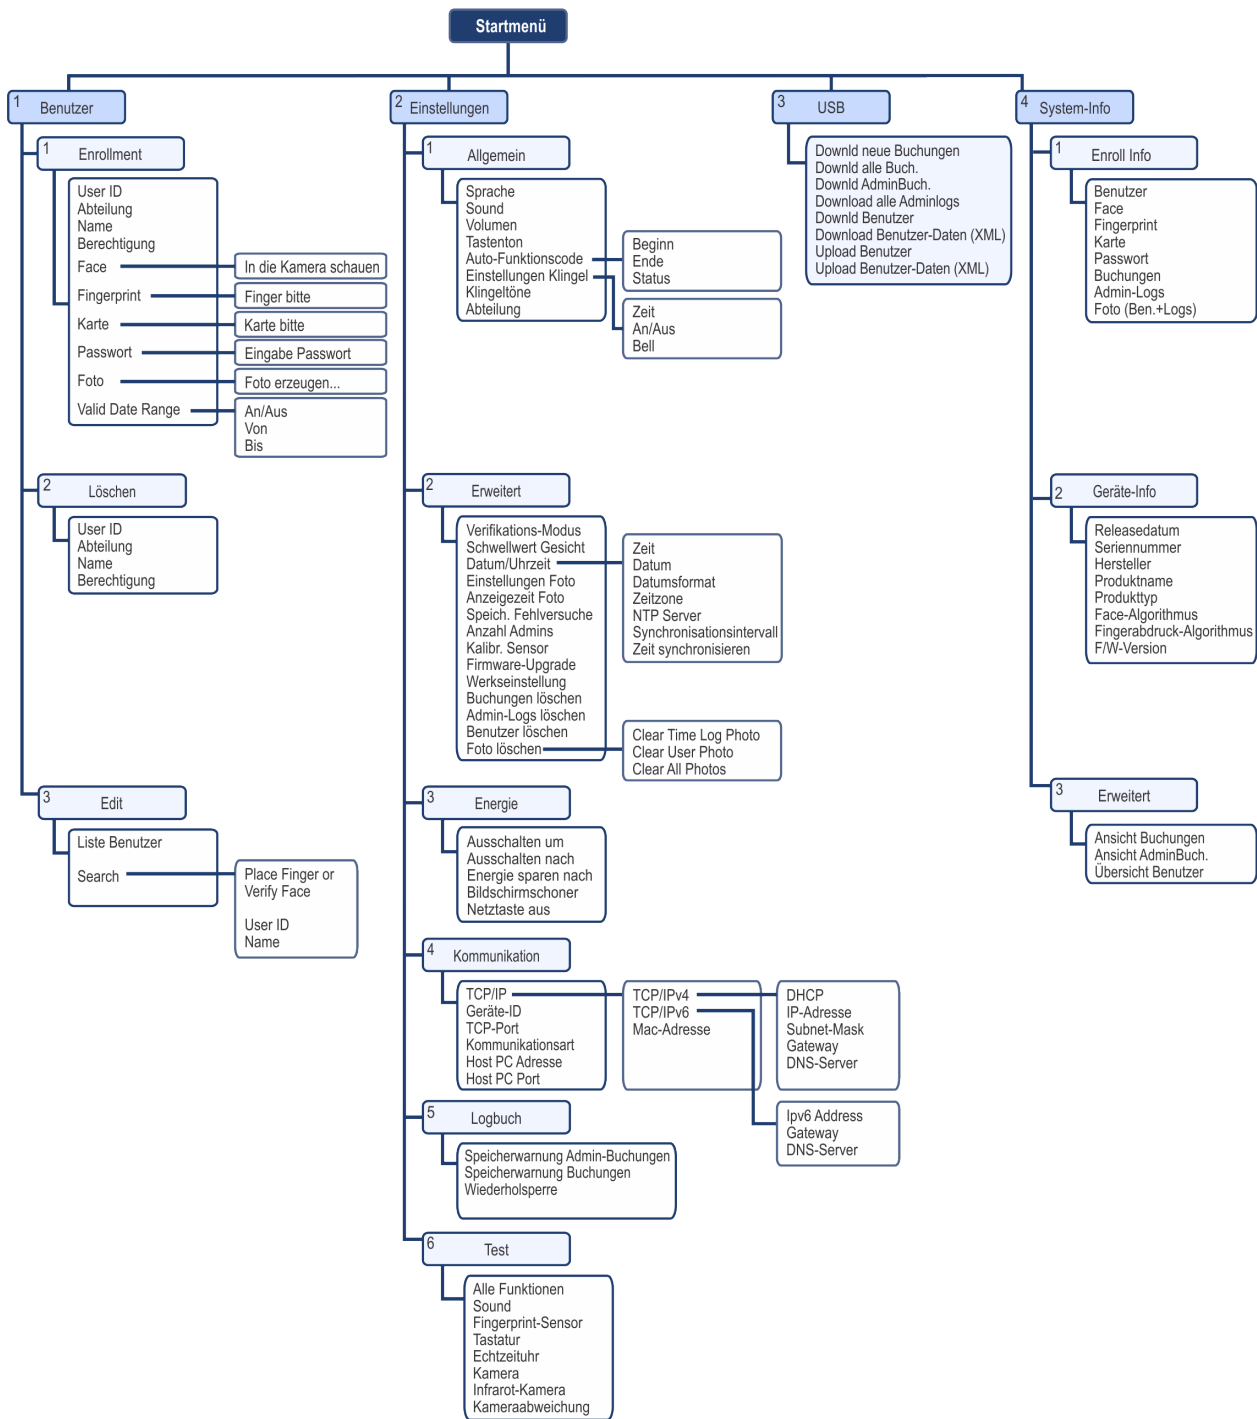 Startmenü
1
Benutzer
1
Enrollment
User ID
Abteilung
Name
Berechtigung
Face
In die Kamera schauen
Fingerprint
Finger bitte
Karte
Karte bitte
Passwort
Eingabe Passwort
Foto
Foto erzeugen...
Valid Date Range
An/Aus
Von
Bis
2
Löschen
User ID
Abteilung
Name
Berechtigung
3
Edit
Liste Benutzer
Search
Place Finger or
Verify Face
User ID
Name
2
Einstellungen
1
Allgemein
Sprache
Sound
Volumen
Tastenton
Auto-Funktionscode
Einstellungen Klingel
Klingeltöne
Abteilung
Beginn
Ende
Status
Zeit
An/Aus
Bell
2
Erweitert
Verifikations-Modus
Schwellwert Gesicht
Datum/Uhrzeit
Einstellungen Foto
Anzeigezeit Foto
Speich. Fehlversuche
Anzahl Admins
Kalibr. Sensor
Firmware-Upgrade
Werkseinstellung
Buchungen löschen
Admin-Logs löschen
Benutzer löschen
Foto löschen
Zeit
Datum
Datumsformat
Zeitzone
NTP Server
Synchronisationsintervall
Zeit synchronisieren
Clear Time Log Photo
Clear User Photo
Clear All Photos
3
Energie
Ausschalten um
Ausschalten nach
Energie sparen nach
Bildschirmschoner
Netztaste aus
4
Kommunikation
TCP/IP
Geräte-ID
TCP-Port
Kommunikationsart
Host PC Adresse
Host PC Port
TCP/IPv4
TCP/IPv6
Mac-Adresse
DHCP
IP-Adresse
Subnet-Mask
Gateway
DNS-Server
Ipv6 Address
Gateway
DNS-Server
5
Logbuch
Speicherwarnung Admin-Buchungen
Speicherwarnung Buchungen
Wiederholsperre
6
Test
Alle Funktionen
Sound
Fingerprint-Sensor
Tastatur
Echtzeituhr
Kamera
Infrarot-Kamera
Kameraabweichung
3
USB
Downld neue Buchungen
Downld alle Buch.
Downld AdminBuch.
Download alle Adminlogs
Downld Benutzer
Download Benutzer-Daten (XML)
Upload Benutzer
Upload Benutzer-Daten (XML)
4
System-Info
1
Enroll Info
Benutzer
Face
Fingerprint
Karte
Passwort
Buchungen
Admin-Logs
Foto (Ben.+Logs)
2
Geräte-Info
Releasedatum
Seriennummer
Hersteller
Produktname
Produkttyp
Face-Algorithmus
Fingerabdruck-Algorithmus
F/W-Version
3
Erweitert
Ansicht Buchungen
Ansicht AdminBuch.
Übersicht Benutzer